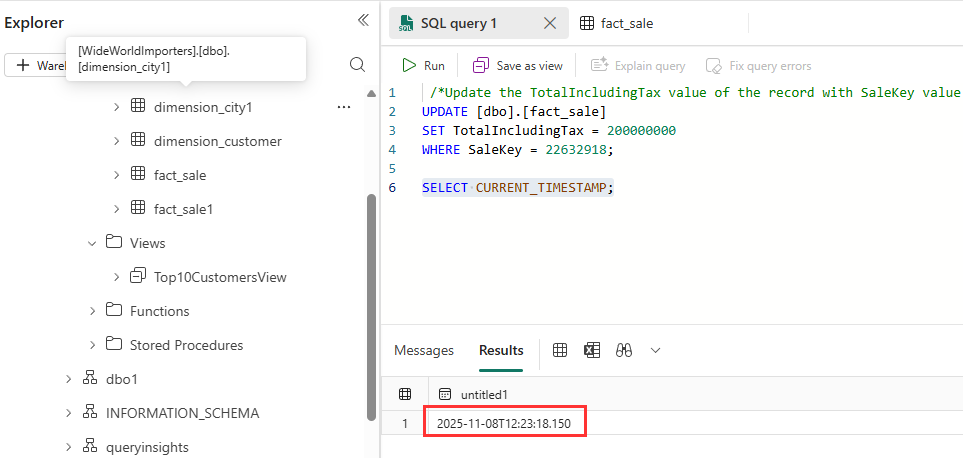 Explorer
[WideWorldImporters].[dbo].
[dimension_city1]
dimension_city1
dimension_customer
fact_sale
fact_sale1
Views
Top10CustomersView
Functions
Stored Procedures
dbo1
INFORMATION_SCHEMA
queryinsights
SQL query 1
fact_sale
Run
Save as view
Explain query
Fix query errors
1 /*Update the TotalIncludingTax value of the record with SaleKey value
2 UPDATE [dbo].[fact_sale]
3 SET TotalIncludingTax = 200000000
4 WHERE SaleKey = 22632918;
5
6 SELECT CURRENT_TIMESTAMP;
Messages
Results
untitled1
1 2025-11-08T12:23:18.150